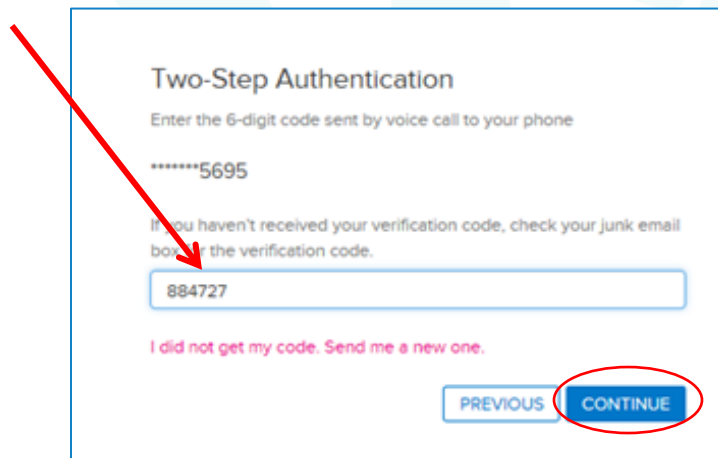 Two-Step Authentication
Enter the 6-digit code sent by voice call to your phone
*******5695
If you haven't received your verification code, check your junk email
box for the verification code.
884727
I did not get my code. Send me a new one.
PREVIOUS CONTINUE